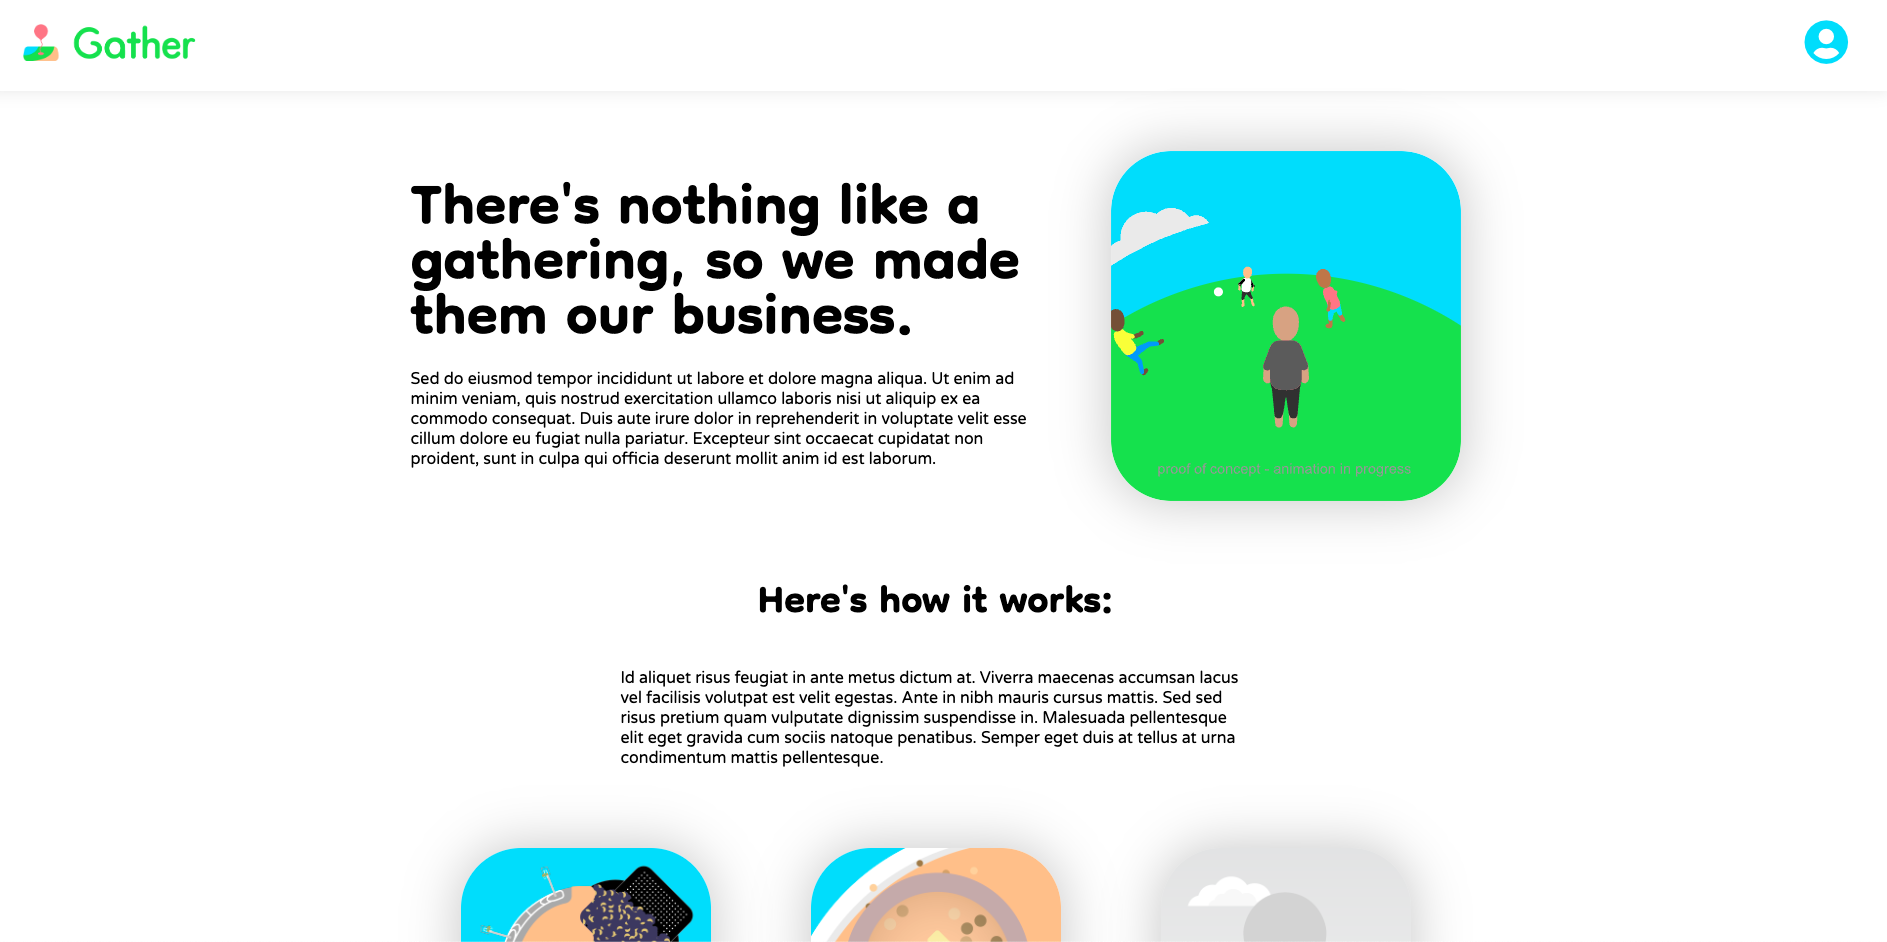 Gather
There's nothing like a
gathering, so we made
them our business.
Sed do eiusmod tempor incididunt ut labore et dolore magna aliqua. Ut enim ad
minim veniam, quis nostrud exercitation ullamco laboris nisi ut aliquip ex ea
commodo consequat. Duis aute irure dolor in reprehenderit in voluptate velit esse
cillum dolore eu fugiat nulla pariatur. Excepteur sint occaecat cupidatat non
proident, sunt in culpa qui officia deserunt mollit anim id est laborum.
proof of concept - animation in progress
Here's how it works:
Id aliquet risus feugiat in ante metus dictum at. Viverra maecenas accumsan lacus
vel facilisis volutpat est velit egestas. Ante in nibh mauris cursus mattis. Sed sed
risus pretium quam vulputate dignissim suspendisse in. Malesuada pellentesque
elit eget gravida cum sociis natoque penatibus. Semper eget duis at tellus at urna
condimentum mattis pellentesque.